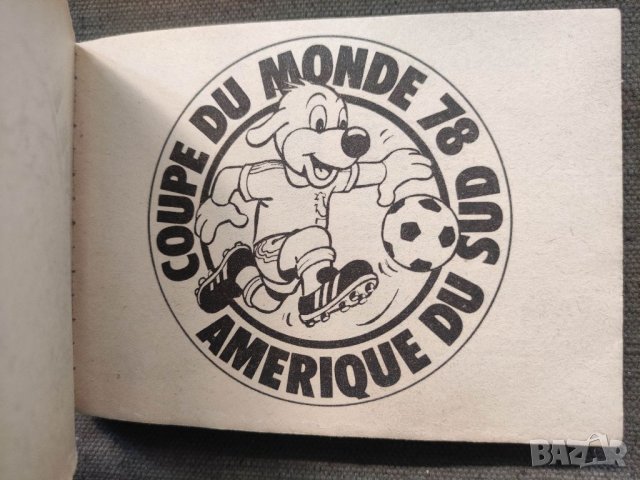 COUPE DU MONDE 78
AMERIQUE DU SUD
BAZAR